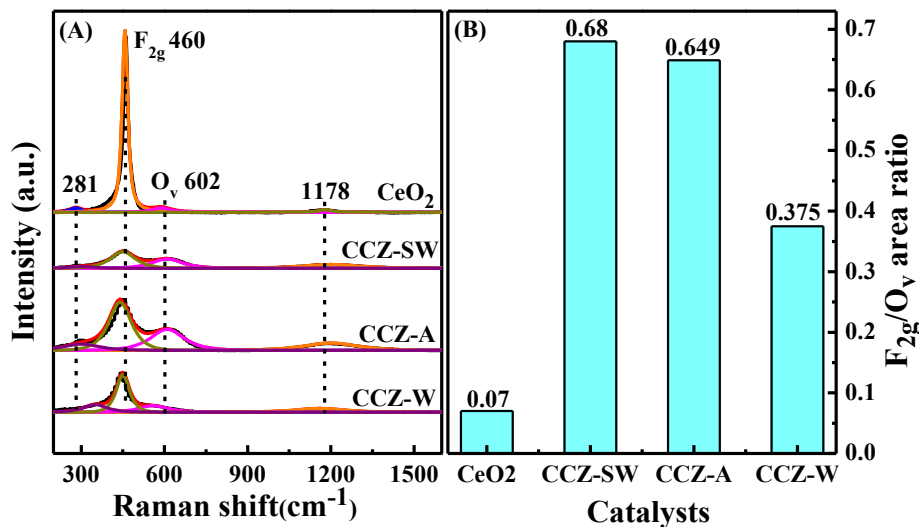 (A)
F2g 460
281
Ov 602
1178
CeO2
CCZ-SW
CCZ-A
CCZ-W
Intensity (a.u.)
300 600 900 1200 1500
Raman shift(cm-1)
(B)
0.07
0.68
0.649
0.375
0.7
0.6
0.5
0.4
0.3
0.2
0.1
0.0
F2g/Ov area ratio
CeO2 CCZ-SW CCZ-A CCZ-W
Catalysts